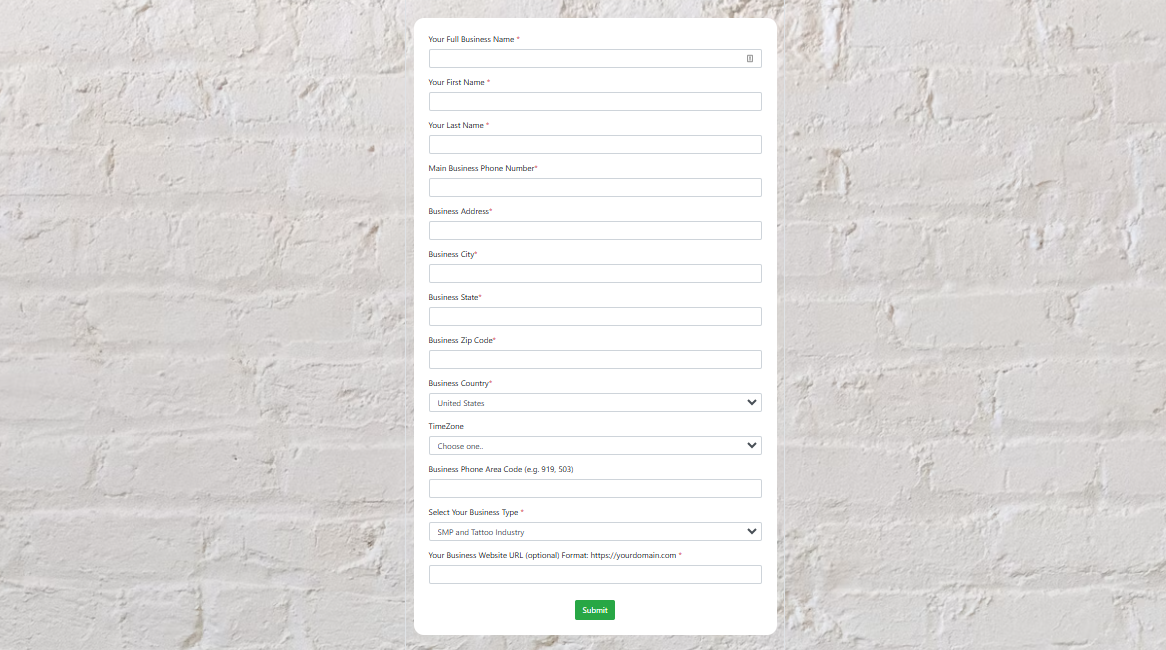 Your Full Business Name *
Your First Name *
Your Last Name *
Main Business Phone Number*
Business Address*
Business City*
Business State*
Business Zip Code*
Business Country*
United States
TimeZone
Choose one..
Business Phone Area Code (e.g. 919, 503)
Select Your Business Type *
SMP and Tattoo Industry
Your Business Website URL (optional) Format: https://yourdomain.com *
Submit